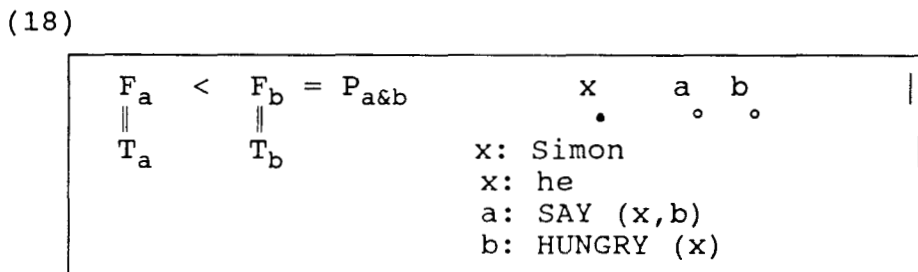 (18)
F_a < F_b = P_a&b x a b
‖ ‖ • ° °
T_a T_b x: Simon
x: he
a: SAY (x,b)
b: HUNGRY (x)